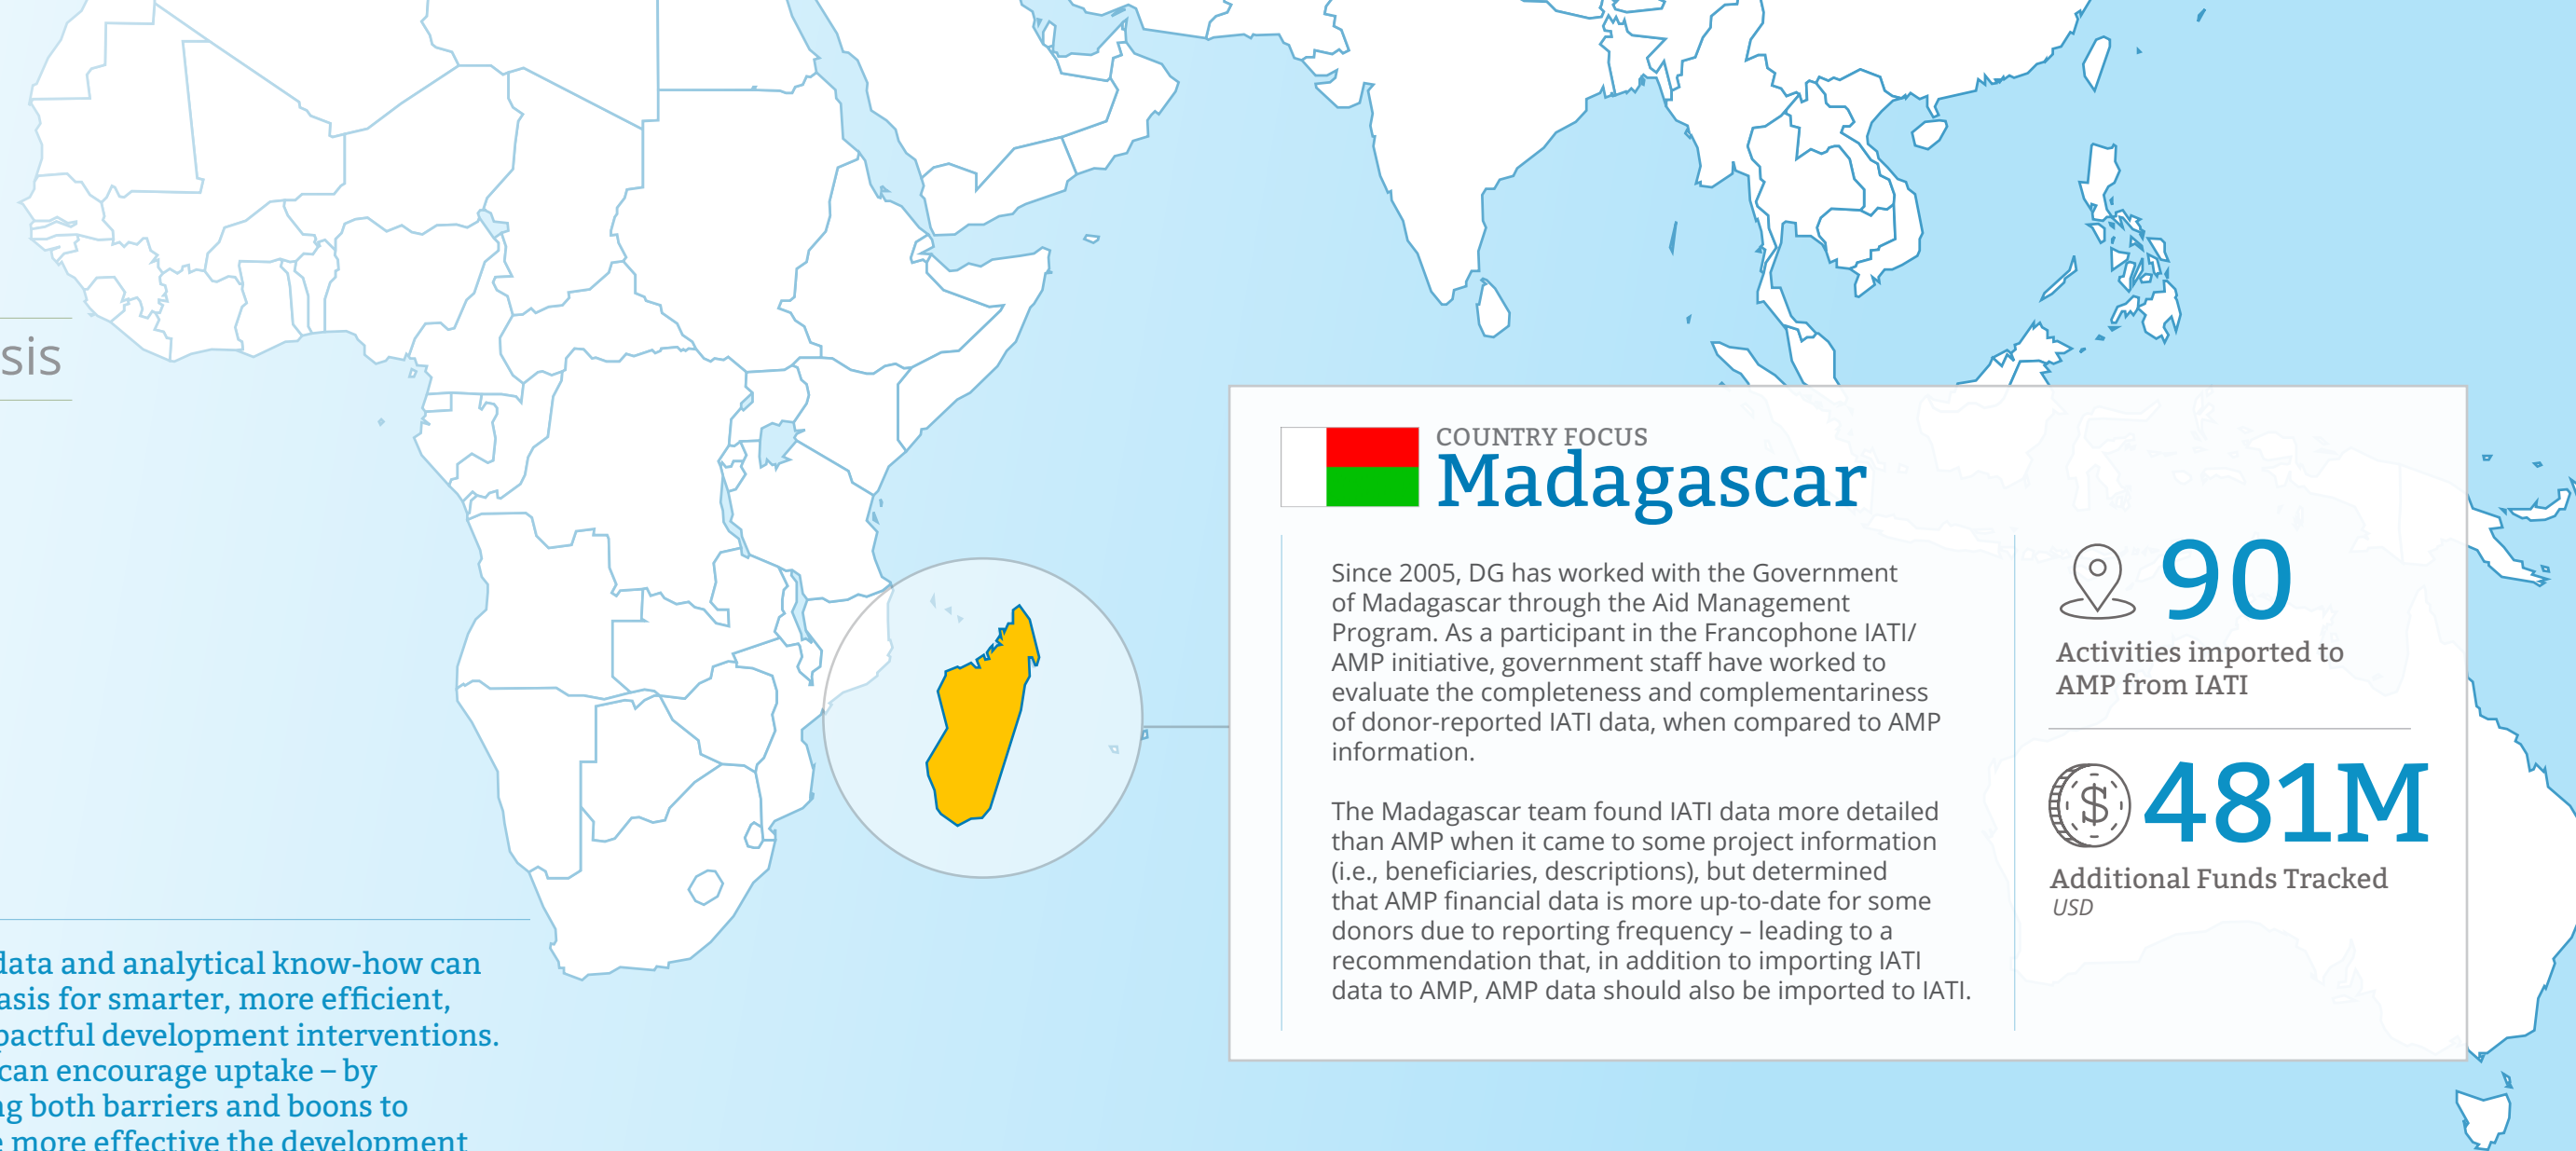 sis
data and analytical know-how can
asis for smarter, more efficient,
pactful development interventions.
can encourage uptake – by
ng both barriers and boons to
e more effective the development
COUNTRY FOCUS
Madagascar
Since 2005, DG has worked with the Government
of Madagascar through the Aid Management
Program. As a participant in the Francophone IATI/
AMP initiative, government staff have worked to
evaluate the completeness and complementariness
of donor-reported IATI data, when compared to AMP
information.
The Madagascar team found IATI data more detailed
than AMP when it came to some project information
(i.e., beneficiaries, descriptions), but determined
that AMP financial data is more up-to-date for some
donors due to reporting frequency – leading to a
recommendation that, in addition to importing IATI
data to AMP, AMP data should also be imported to IATI.
90
Activities imported to
AMP from IATI
$
481M
Additional Funds Tracked
USD